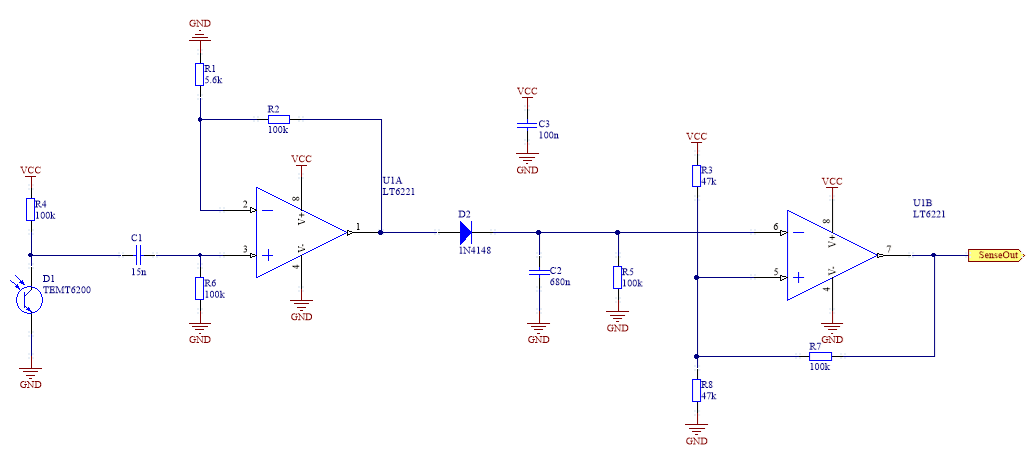 GND
R1
5.6k
R2
100k
VCC
C3
100n
GND
VCC
R3
47k
VCC
8
V+
U1A
LT6221
2
1
3
V-
4
GND
VCC
R4
100k
C1
15n
D1
TEMT6200
GND
R6
100k
GND
D2
1N4148
C2
680n
GND
R5
100k
GND
VCC
8
V+
U1B
LT6221
6
7
5
V-
4
GND
SenseOut
R7
100k
R8
47k
GND